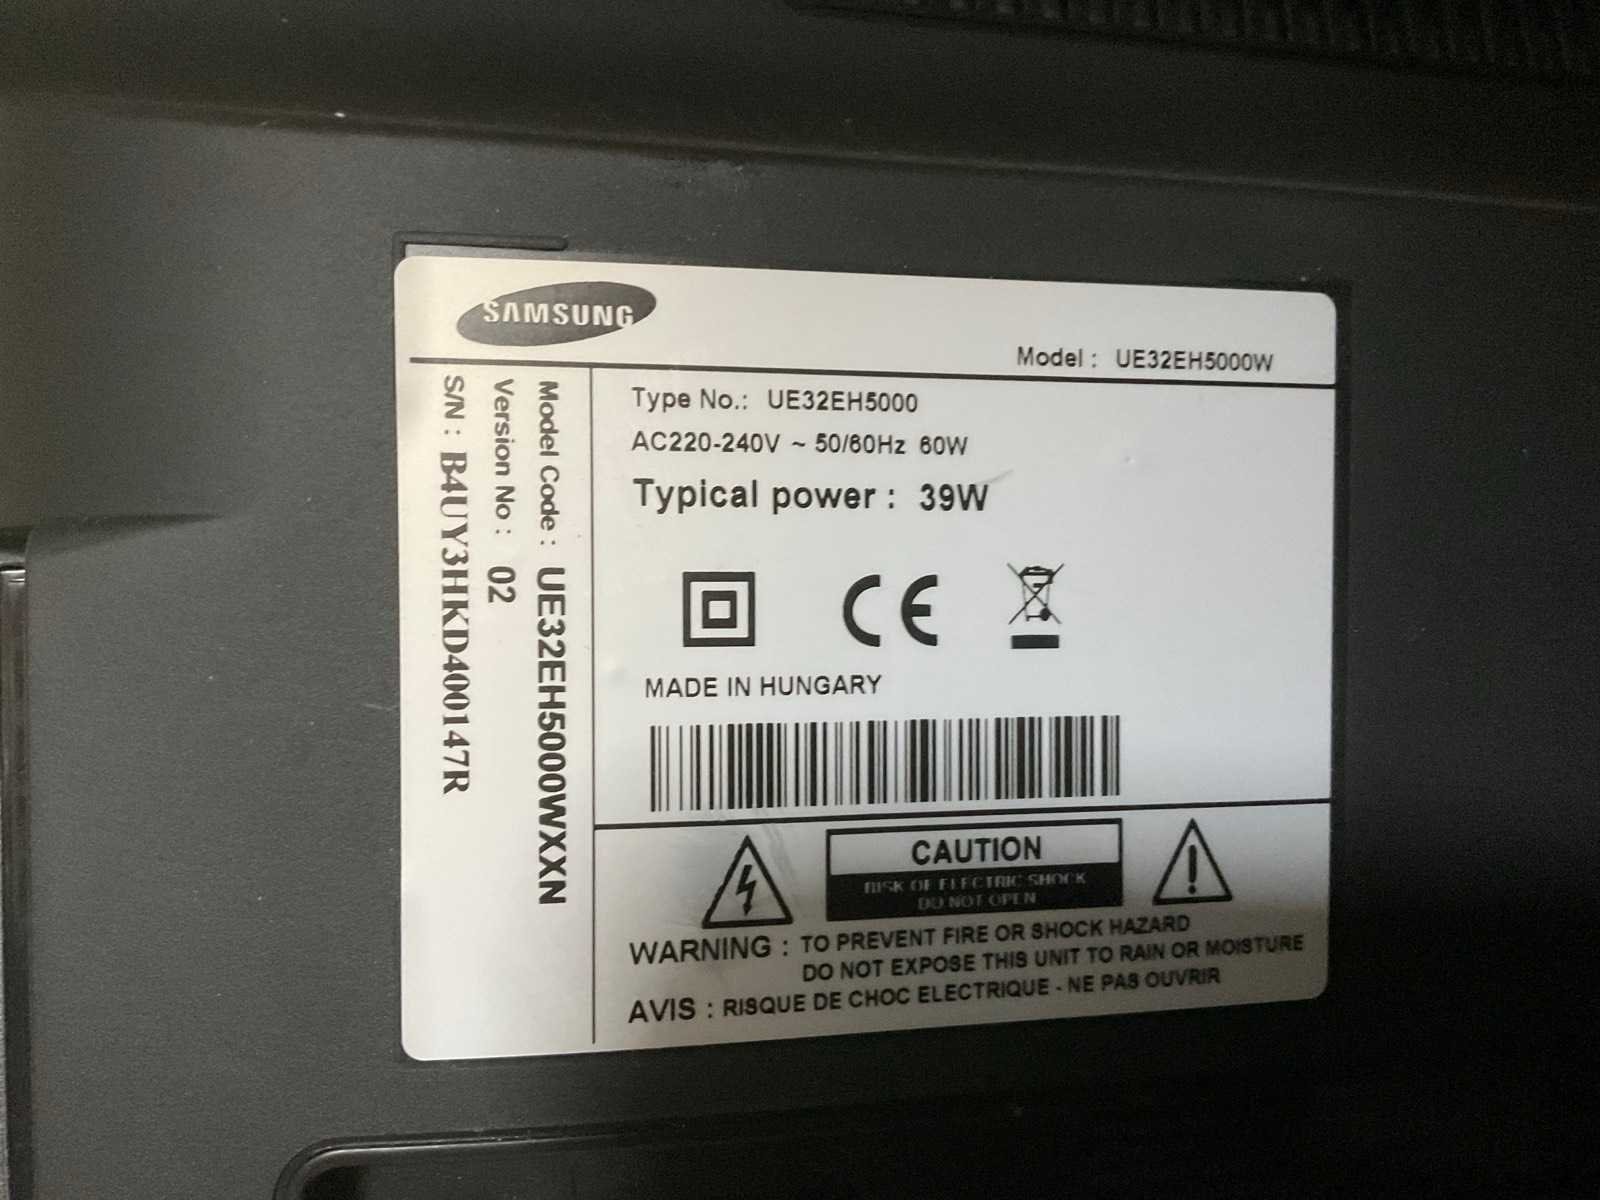 SAMSUNG
Model : UE32EH5000W
Type No.: UE32EH5000
AC220-240V ~ 50/60Hz 60W
Typical power : 39W
CE
MADE IN HUNGARY
CAUTION
RISK OF ELECTRIC SHOCK
DO NOT OPEN
WARNING : TO PREVENT FIRE OR SHOCK HAZARD
DO NOT EXPOSE THIS UNIT TO RAIN OR MOISTURE
AVIS : RISQUE DE CHOC ELECTRIQUE - NE PAS OUVRIR
Model Code : UE32EH5000WXXN
Version No : 02
S/N : B4UY3HKD400147R